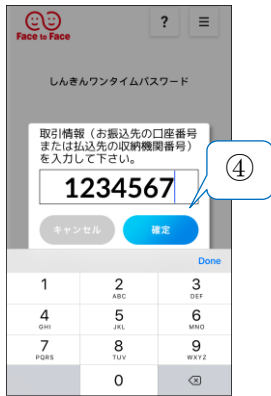 Face to Face
?
しんきんワンタイムパスワード
取引情報（お振込先の口座番号
または払込先の収納機関番号）
を入力して下さい。
1234567
④
キャンセル 確定
Done
1 2 3
ABC DEF
4 5 6
GHI JKL MNO
7 8 9
PQRS TUV WXYZ
0